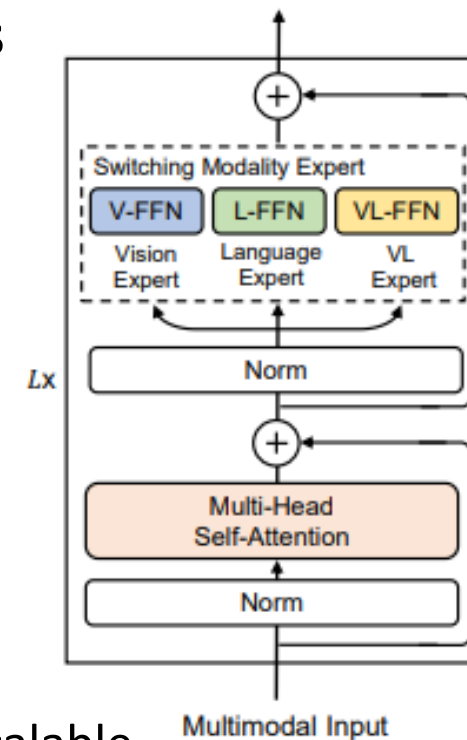 s
+
Switching Modality Expert
V-FFN L-FFN VL-FFN
Vision Language VL
Expert Expert Expert
Norm
Lx
+
Multi-Head
Self-Attention
Norm
Multimodal Input